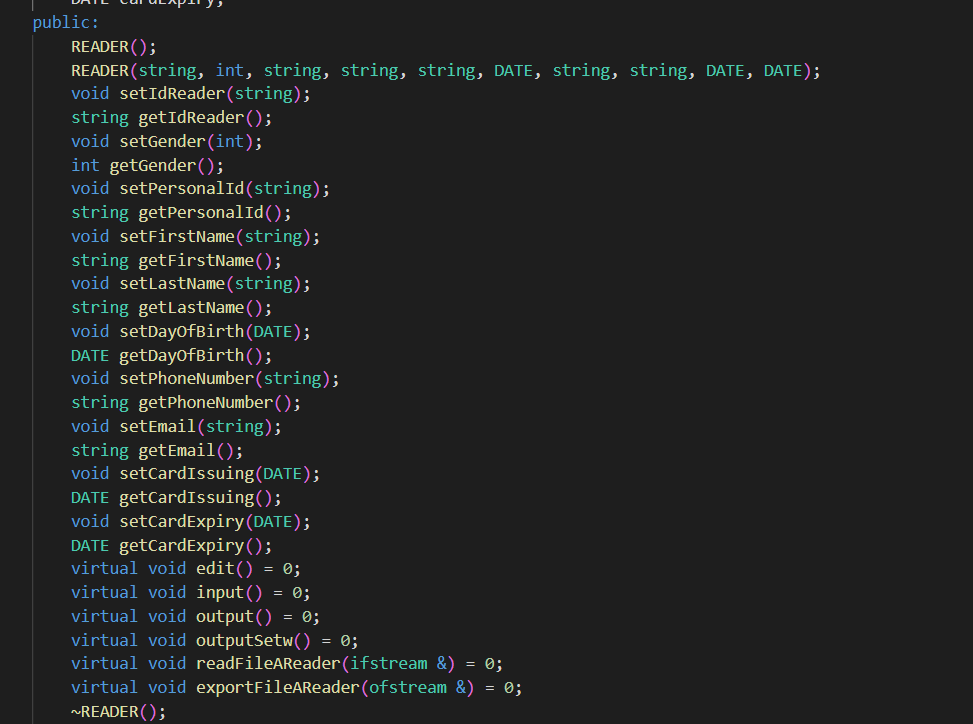 DATE cardExpiry;
public:
READER();
READER(string, int, string, string, string, DATE, string, string, DATE, DATE);
void setIdReader(string);
string getIdReader();
void setGender(int);
int getGender();
void setPersonalId(string);
string getPersonalId();
void setFirstName(string);
string getFirstName();
void setLastName(string);
string getLastName();
void setDayOfBirth(DATE);
DATE getDayOfBirth();
void setPhoneNumber(string);
string getPhoneNumber();
void setEmail(string);
string getEmail();
void setCardIssuing(DATE);
DATE getCardIssuing();
void setCardExpiry(DATE);
DATE getCardExpiry();
virtual void edit() = 0;
virtual void input() = 0;
virtual void output() = 0;
virtual void outputSetw() = 0;
virtual void readFileAReader(ifstream &) = 0;
virtual void exportFileAReader(ofstream &) = 0;
~READER();